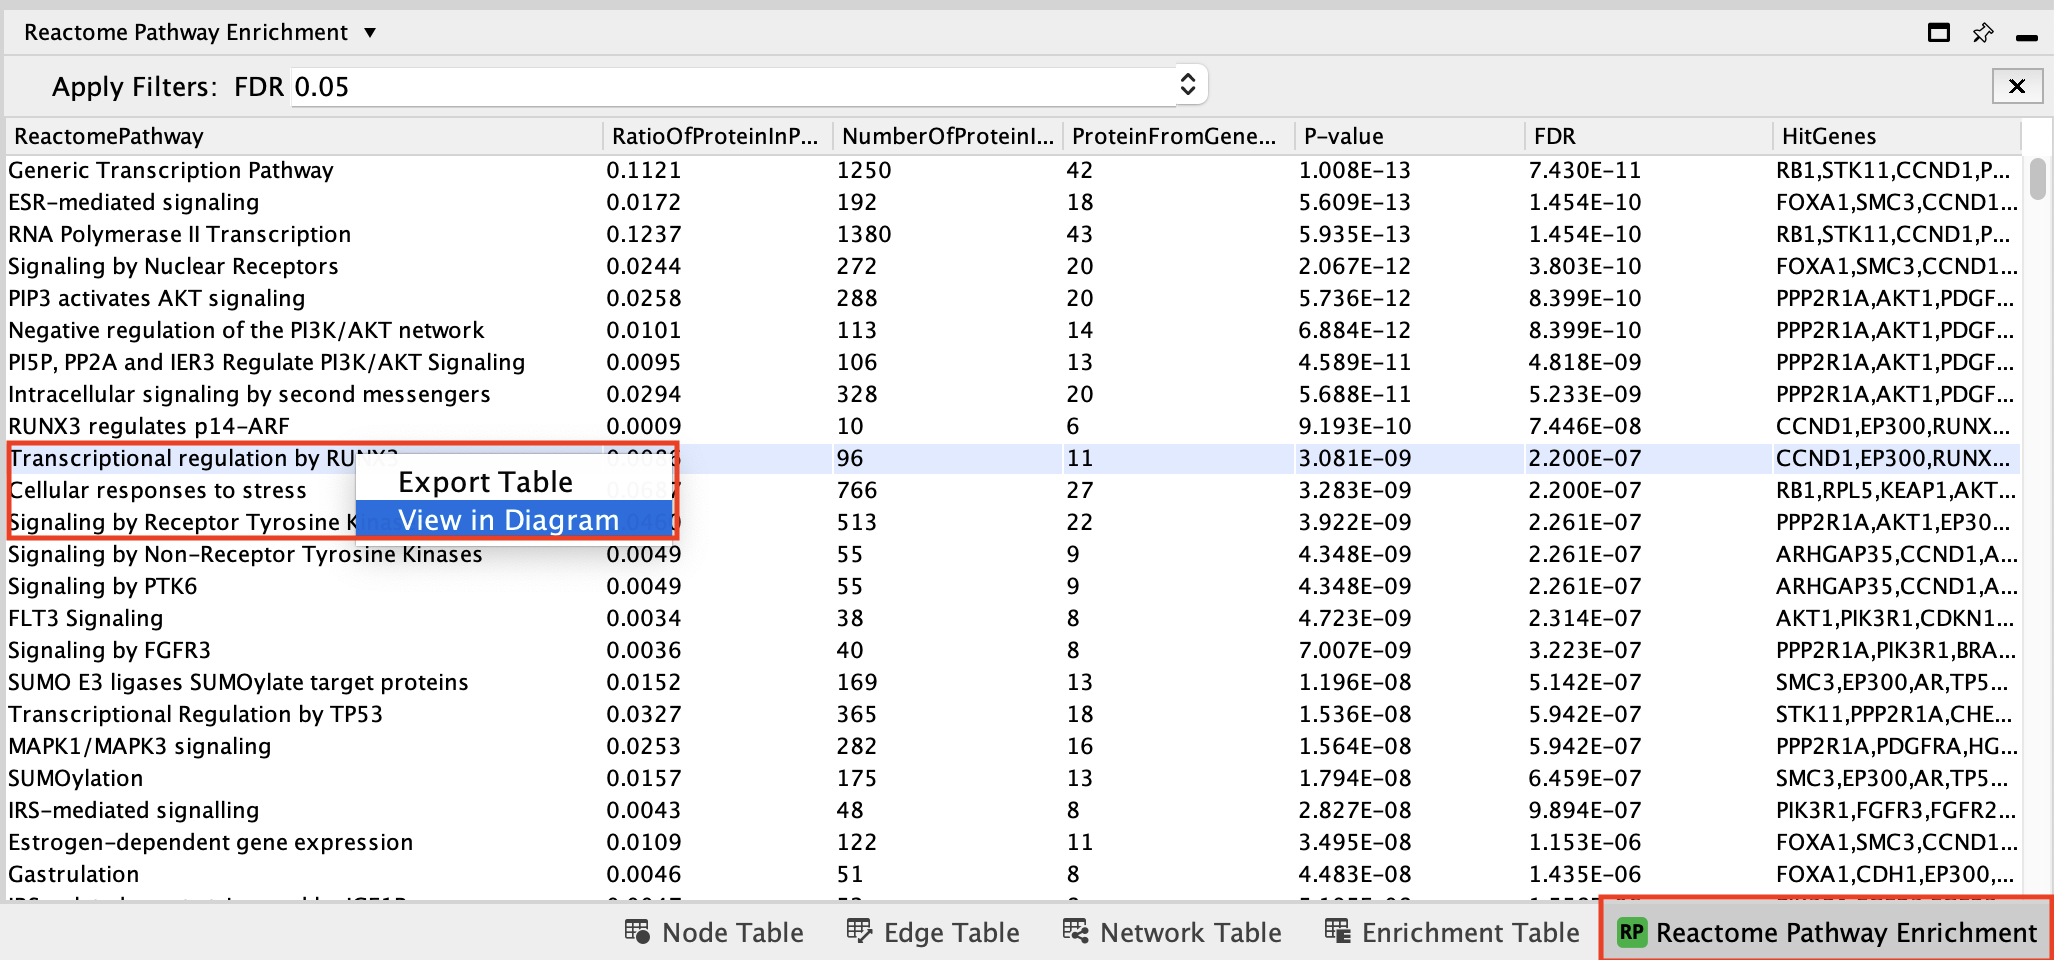 Reactome Pathway Enrichment ▼
Apply Filters: FDR 0.05
ReactomePathway RatioOfProteinInP... NumberOfProteinI... ProteinFromGene... P-value FDR HitGenes
Generic Transcription Pathway 0.1121 1250 42 1.008E-13 7.430E-11 RB1,STK11,CCND1,P...
ESR-mediated signaling 0.0172 192 18 5.609E-13 1.454E-10 FOXA1,SMC3,CCND1...
RNA Polymerase II Transcription 0.1237 1380 43 5.935E-13 1.454E-10 RB1,STK11,CCND1,P...
Signaling by Nuclear Receptors 0.0244 272 20 2.067E-12 3.803E-10 FOXA1,SMC3,CCND1...
PIP3 activates AKT signaling 0.0258 288 20 5.736E-12 8.399E-10 PPP2R1A,AKT1,PDGF...
Negative regulation of the PI3K/AKT network 0.0101 113 14 6.884E-12 8.399E-10 PPP2R1A,AKT1,PDGF...
PI5P, PP2A and IER3 Regulate PI3K/AKT Signaling 0.0095 106 13 4.589E-11 4.818E-09 PPP2R1A,AKT1,PDGF...
Intracellular signaling by second messengers 0.0294 328 20 5.688E-11 5.233E-09 PPP2R1A,AKT1,PDGF...
RUNX3 regulates p14-ARF 0.0009 10 6 9.193E-10 7.446E-08 CCND1,EP300,RUNX...
Transcriptional regulation by RUNX3 0.0086 96 11 3.081E-09 2.200E-07 CCND1,EP300,RUNX...
Export Table
Cellular responses to stress 0.0687 766 27 3.283E-09 2.200E-07 RB1,RPL5,KEAP1,AKT...
View in Diagram
Signaling by Receptor Tyrosine 0.0460 513 22 3.922E-09 2.261E-07 PPP2R1A,AKT1,EP30...
Signaling by Non-Receptor Tyrosine Kinases 0.0049 55 9 4.348E-09 2.261E-07 ARHGAP35,CCND1,A...
Signaling by PTK6 0.0049 55 9 4.348E-09 2.261E-07 ARHGAP35,CCND1,A...
FLT3 Signaling 0.0034 38 8 4.723E-09 2.314E-07 AKT1,PIK3R1,CDKN1...
Signaling by FGFR3 0.0036 40 8 7.007E-09 3.223E-07 PPP2R1A,PIK3R1,BRA...
SUMO E3 ligases SUMOylate target proteins 0.0152 169 13 1.196E-08 5.142E-07 SMC3,EP300,AR,TP5...
Transcriptional Regulation by TP53 0.0327 365 18 1.536E-08 5.942E-07 STK11,PPP2R1A,CHE...
MAPK1/MAPK3 signaling 0.0253 282 16 1.564E-08 5.942E-07 PPP2R1A,PDGFRA,HG...
SUMOylation 0.0157 175 13 1.794E-08 6.459E-07 SMC3,EP300,AR,TP5...
IRS-mediated signalling 0.0043 48 8 2.827E-08 9.894E-07 PIK3R1,FGFR3,FGFR2...
Estrogen-dependent gene expression 0.0109 122 11 3.495E-08 1.153E-06 FOXA1,SMC3,CCND1...
Gastrulation 0.0046 51 8 4.483E-08 1.435E-06 FOXA1,CDH1,EP300,...
Node Table Edge Table Network Table Enrichment Table RP Reactome Pathway Enrichment